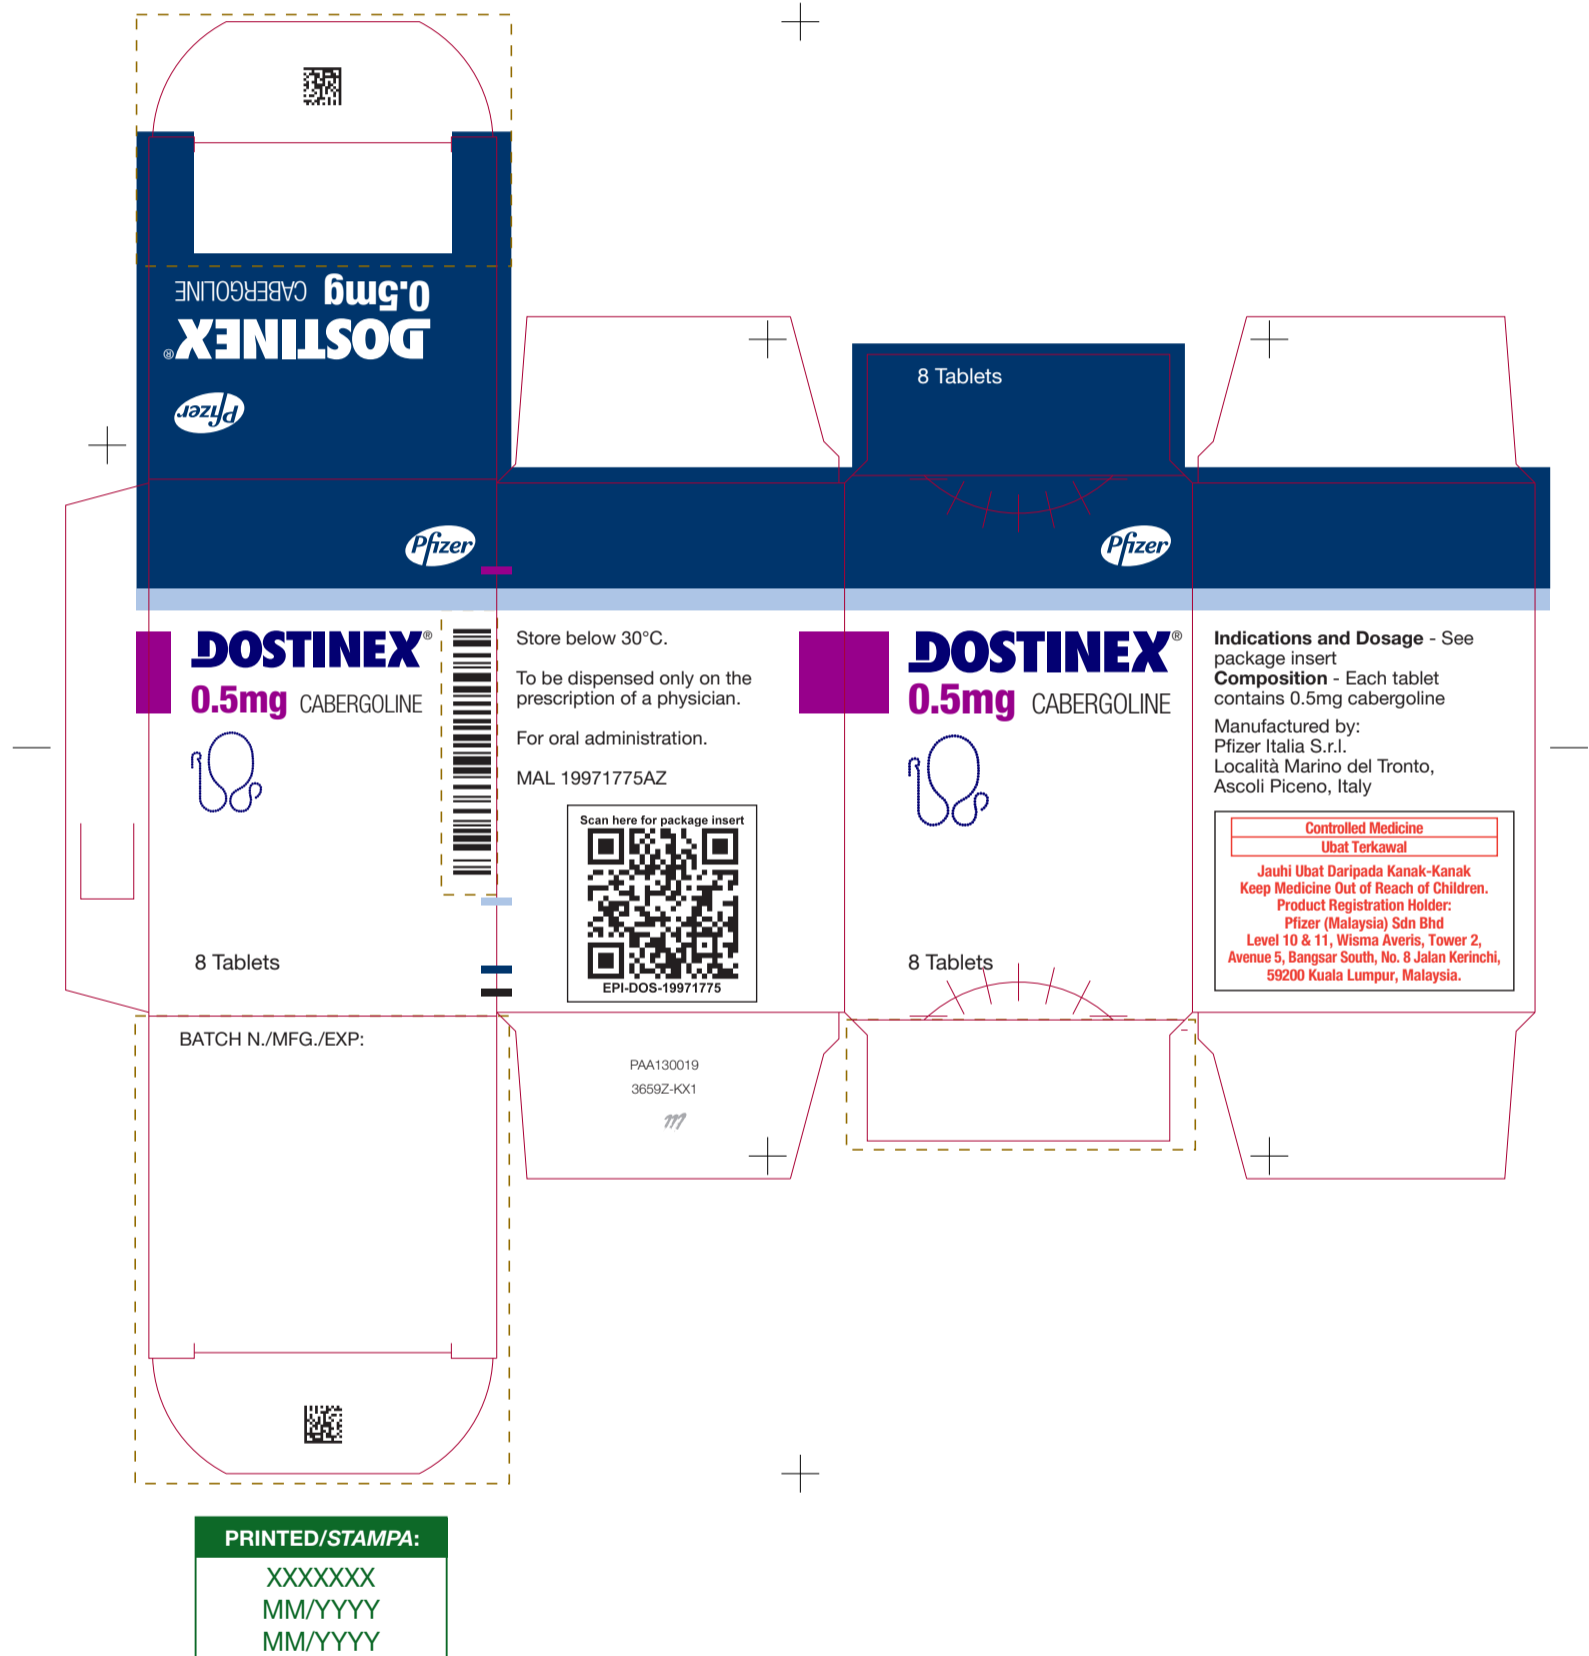 0.5mg CABERGOLINE
DOSTINEX®
Pfizer
8 Tablets
Pfizer
Pfizer
DOSTINEX®
0.5mg CABERGOLINE
8 Tablets
Store below 30°C.
To be dispensed only on the
prescription of a physician.
For oral administration.
MAL 19971775AZ
Scan here for package insert
EPI-DOS-19971775
DOSTINEX®
0.5mg CABERGOLINE
8 Tablets
Indications and Dosage - See
package insert
Composition - Each tablet
contains 0.5mg cabergoline
Manufactured by:
Pfizer Italia S.r.l.
Località Marino del Tronto,
Ascoli Piceno, Italy
Controlled Medicine
Ubat Terkawal
Jauhi Ubat Daripada Kanak-Kanak
Keep Medicine Out of Reach of Children.
Product Registration Holder:
Pfizer (Malaysia) Sdn Bhd
Level 10 & 11, Wisma Averis, Tower 2,
Avenue 5, Bangsar South, No. 8 Jalan Kerinchi,
59200 Kuala Lumpur, Malaysia.
BATCH N./MFG./EXP:
PAA130019
3659Z-KX1
PRINTED/STAMPA:
XXXXXXX
MM/YYYY
MM/YYYY